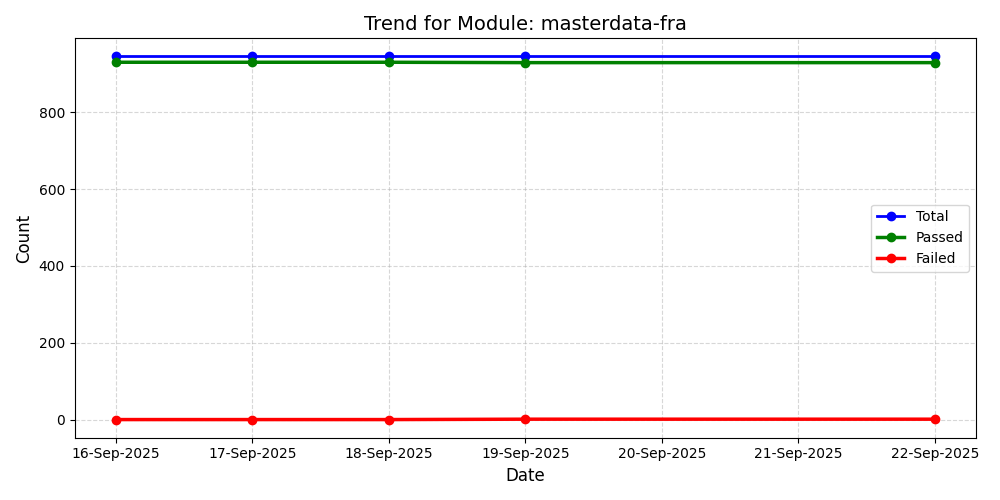 Trend for Module: masterdata-fra
Count
800
600
400
200
0
Total
Passed
Failed
16-Sep-2025
17-Sep-2025
18-Sep-2025
19-Sep-2025
20-Sep-2025
21-Sep-2025
22-Sep-2025
Date